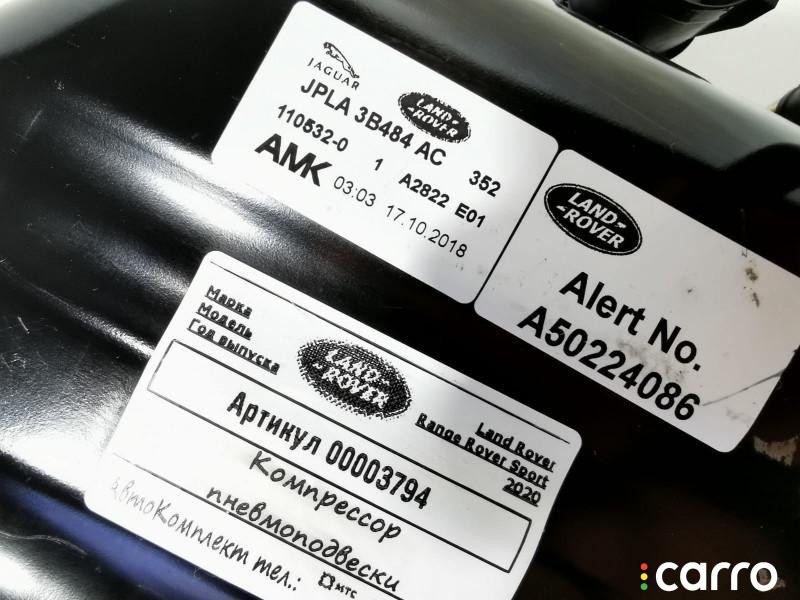 JAGUAR
LAND ROVER
JPLA 3B484 AC 352
110532-0 1 A2822 E01
AMK 03:03 17.10.2018
LAND ROVER
Alert No.
A50224086
Марка
Модель
Год выпуска
LAND ROVER
Land Rover
Range Rover Sport
2020
Артикул 00003794
Компрессор
пневмоподвески
АвтоКомплект тел.: МТС
carro